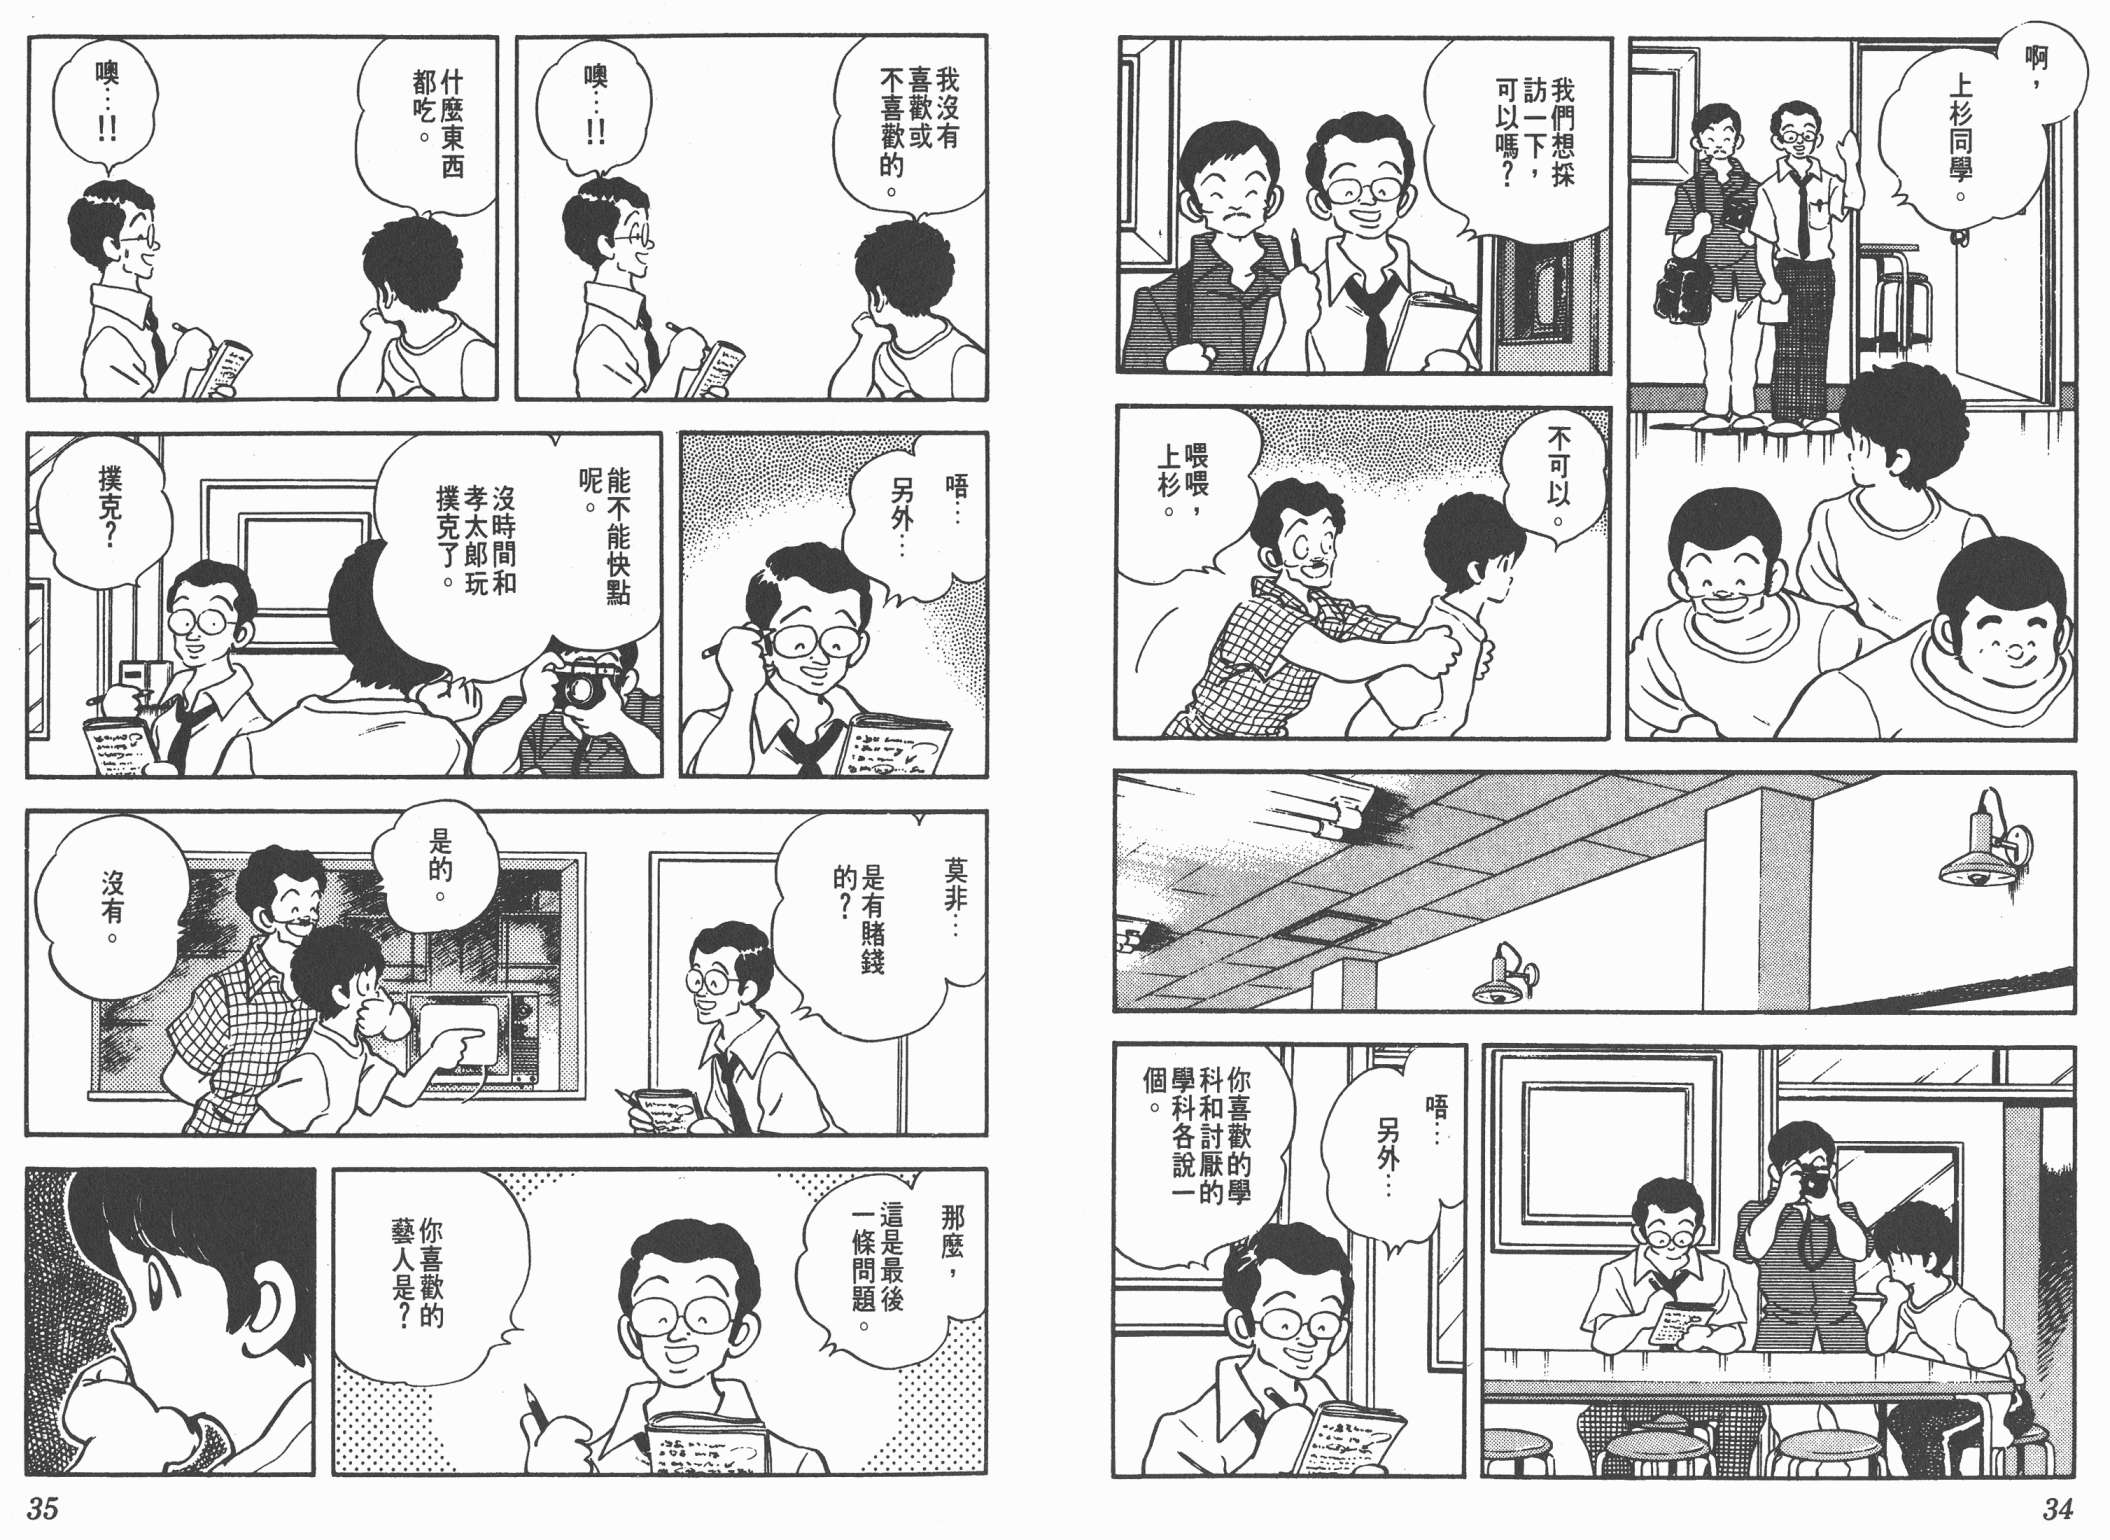 啊，
上杉同學。
我們想採
訪一下，
可以嗎？
不可以。
喂喂，
上杉。
唔…
另外…
你喜歡的學
科和討厭的
學科各說一
個。
34
我沒有
喜歡或
不喜歡的。
噢…!!
什麼東西
都吃。
噢…!!
唔…
另外…
能不能快點
呢。
沒時間和
孝太郎玩
撲克了。
撲克？
莫非…
是有賭錢
的？
是的。
沒有。
那麼，
這是最後
一條問題。
你喜歡的
藝人是？
35